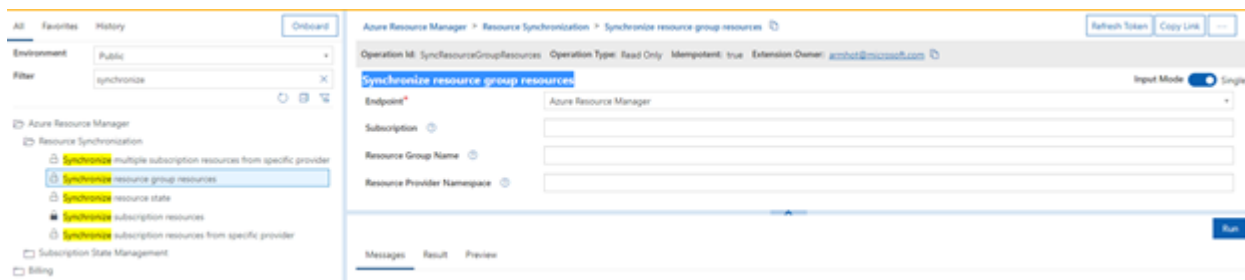 All Favorites History Onboard
Environment Public
Filter synchronize
Azure Resource Manager
Resource Synchronization
Synchronize multiple subscription resources from specific provider
Synchronize resource group resources
Synchronize resource state
Synchronize subscription resources
Synchronize subscription resources from specific provider
Subscription State Management
Billing
Azure Resource Manager > Resource Synchronization > Synchronize resource group resources
Refresh Token Copy Link ...
Operation Id: SyncResourceGroupResources Operation Type: Read Only Idempotent: true Extension Owner: armhot@microsoft.com
Synchronize resource group resources
Input Mode Single
Endpoint* Azure Resource Manager
Subscription
Resource Group Name
Resource Provider Namespace
Run
Messages Result Preview